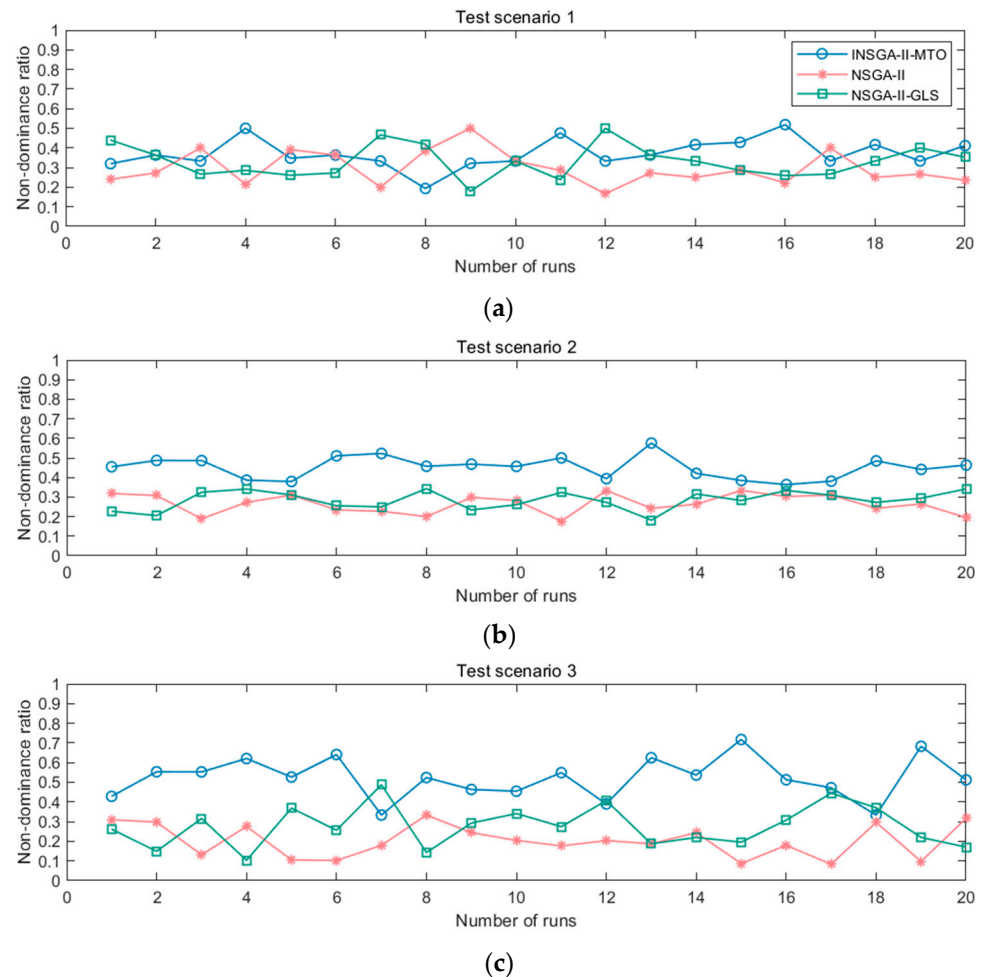 Test scenario 1
Non-dominance ratio
1
0.9
0.8
0.7
0.6
0.5
0.4
0.3
0.2
0.1
0
INSGA-II-MTO
NSGA-II
NSGA-II-GLS
0 2 4 6 8 10 12 14 16 18 20
Number of runs
(a)
Test scenario 2
Non-dominance ratio
1
0.9
0.8
0.7
0.6
0.5
0.4
0.3
0.2
0.1
0
0 2 4 6 8 10 12 14 16 18 20
Number of runs
(b)
Test scenario 3
Non-dominance ratio
1
0.9
0.8
0.7
0.6
0.5
0.4
0.3
0.2
0.1
0
0 2 4 6 8 10 12 14 16 18 20
Number of runs
(c)